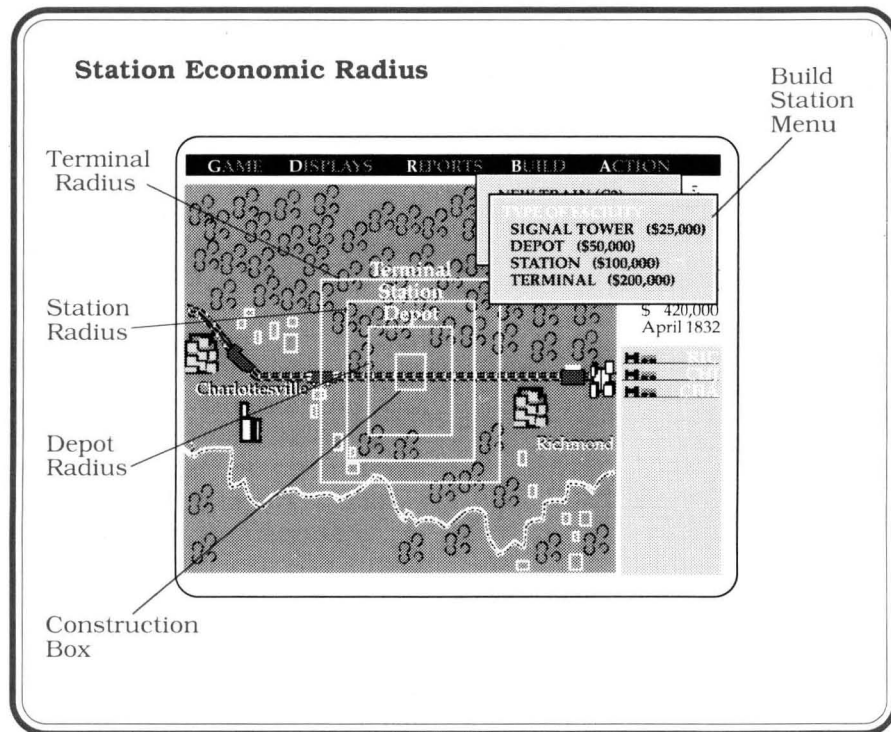 Station Economic Radius
Build
Station
Menu
Terminal
Radius
GAME DISPLAYS REPORTS BUILD ACTION
NEW TRAIN
TYPE OF FACILITY
SIGNAL TOWER ($25,000)
DEPOT ($50,000)
STATION ($100,000)
TERMINAL ($200,000)
Terminal
Station
Depot
$ 420,000
April 1832
Station
Radius
Charlottesville
Richmond
Depot
Radius
Construction
Box